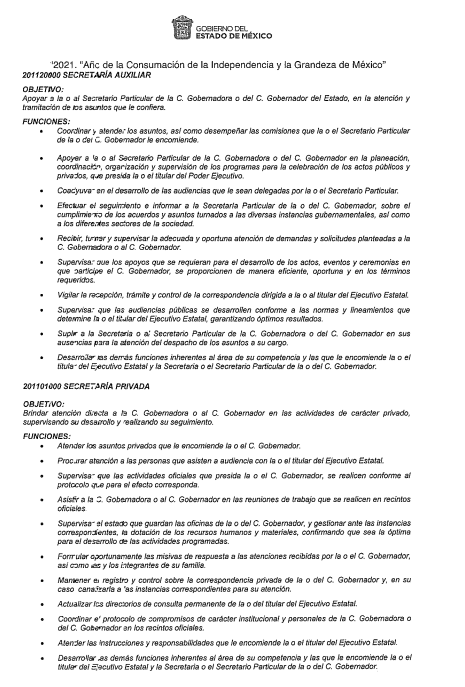 GOBIERNO DEL
ESTADO DE MÉXICO
"2021. "Año de la Consumación de la Independencia y la Grandeza de México"
201120000 SECRETARÍA AUXILIAR
OBJETIVO:
Apoyar a la o al Secretario Particular de la C. Gobernadora o del C. Gobernador del Estado, en la atención y
tramitación de los asuntos que le confiera.
FUNCIONES:
• Coordinar y atender los asuntos, así como desempeñar las comisiones que la o el Secretario Particular
de la o del C. Gobernador le encomiende.
• Apoyar a la o al Secretario Particular de la C. Gobernadora o del C. Gobernador en la planeación,
coordinación, organización y supervisión de los programas para la celebración de los actos públicos y
privados, que presida la o el titular del Poder Ejecutivo.
• Coadyuvar en el desarrollo de las audiencias que le sean delegadas por la o el Secretario Particular.
• Efectuar el seguimiento e informar a la Secretaria Particular de la o del C. Gobernador, sobre el
cumplimiento de los acuerdos y asuntos turnados a las diversas instancias gubernamentales, así como
a los diferentes sectores de la sociedad.
• Recibir, turnar y supervisar la adecuada y oportuna atención de demandas y solicitudes planteadas a la
C. Gobernadora o al C. Gobernador.
• Supervisar que los apoyos que se requieran para el desarrollo de los actos, eventos y ceremonias en
que participe el C. Gobernador, se proporcionen de manera eficiente, oportuna y en los términos
requeridos.
• Vigilar la recepción, trámite y control de la correspondencia dirigida a la o al titular del Ejecutivo Estatal.
• Supervisar que las audiencias públicas se desarrollen conforme a las normas y lineamientos que
determine la o el titular del Ejecutivo Estatal, garantizando óptimos resultados.
• Suplir a la Secretaria o al Secretario Particular de la C. Gobernadora o del C. Gobernador en sus
ausencias para la atención del despacho de los asuntos a su cargo.
• Desarrollar las demás funciones inherentes al área de su competencia y las que le encomiende la o el
titular del Ejecutivo Estatal y la Secretaria o el Secretario Particular de la o del C. Gobernador.
201101000 SECRETARÍA PRIVADA
OBJETIVO:
Brindar atención directa a la C. Gobernadora o al C. Gobernador en las actividades de carácter privado,
supervisando su desarrollo y realizando su seguimiento.
FUNCIONES:
• Atender los asuntos privados que le encomiende la o el C. Gobernador.
• Procurar atención a las personas que asisten a audiencia con la o el titular del Ejecutivo Estatal.
• Supervisar que las actividades oficiales que presida la o el C. Gobernador, se realicen conforme al
protocolo que para el efecto corresponda.
• Asistir a la C. Gobernadora o al C. Gobernador en las reuniones de trabajo que se realicen en recintos
oficiales
• Supervisar el estado que guardan las oficinas de la o del C. Gobernador, y gestionar ante las instancias
correspondientes, la dotación de los recursos humanos y materiales, confirmando que sea la óptima
para el desarrollo de las actividades programadas.
• Formular oportunamente las misivas de respuesta a las atenciones recibidas por la o el C. Gobernador,
así como las y los integrantes de su familia.
• Mantener el registro y control sobre la correspondencia privada de la o del C. Gobernador y, en su
caso canalizarla a las instancias correspondientes para su atención.
• Actualizar los directorios de consulta permanente de la o del titular del Ejecutivo Estatal.
• Coordinar el protocolo de compromisos de carácter institucional y personales de la C. Gobernadora o
del C. Gobernador en los recintos oficiales.
• Atender las instrucciones y responsabilidades que le encomiende la o el titular del Ejecutivo Estatal.
• Desarrollar las demás funciones inherentes al área de su competencia y las que le encomiende la o el
titular del Ejecutivo Estatal y la Secretaria o el Secretario Particular de la o del C. Gobernador.